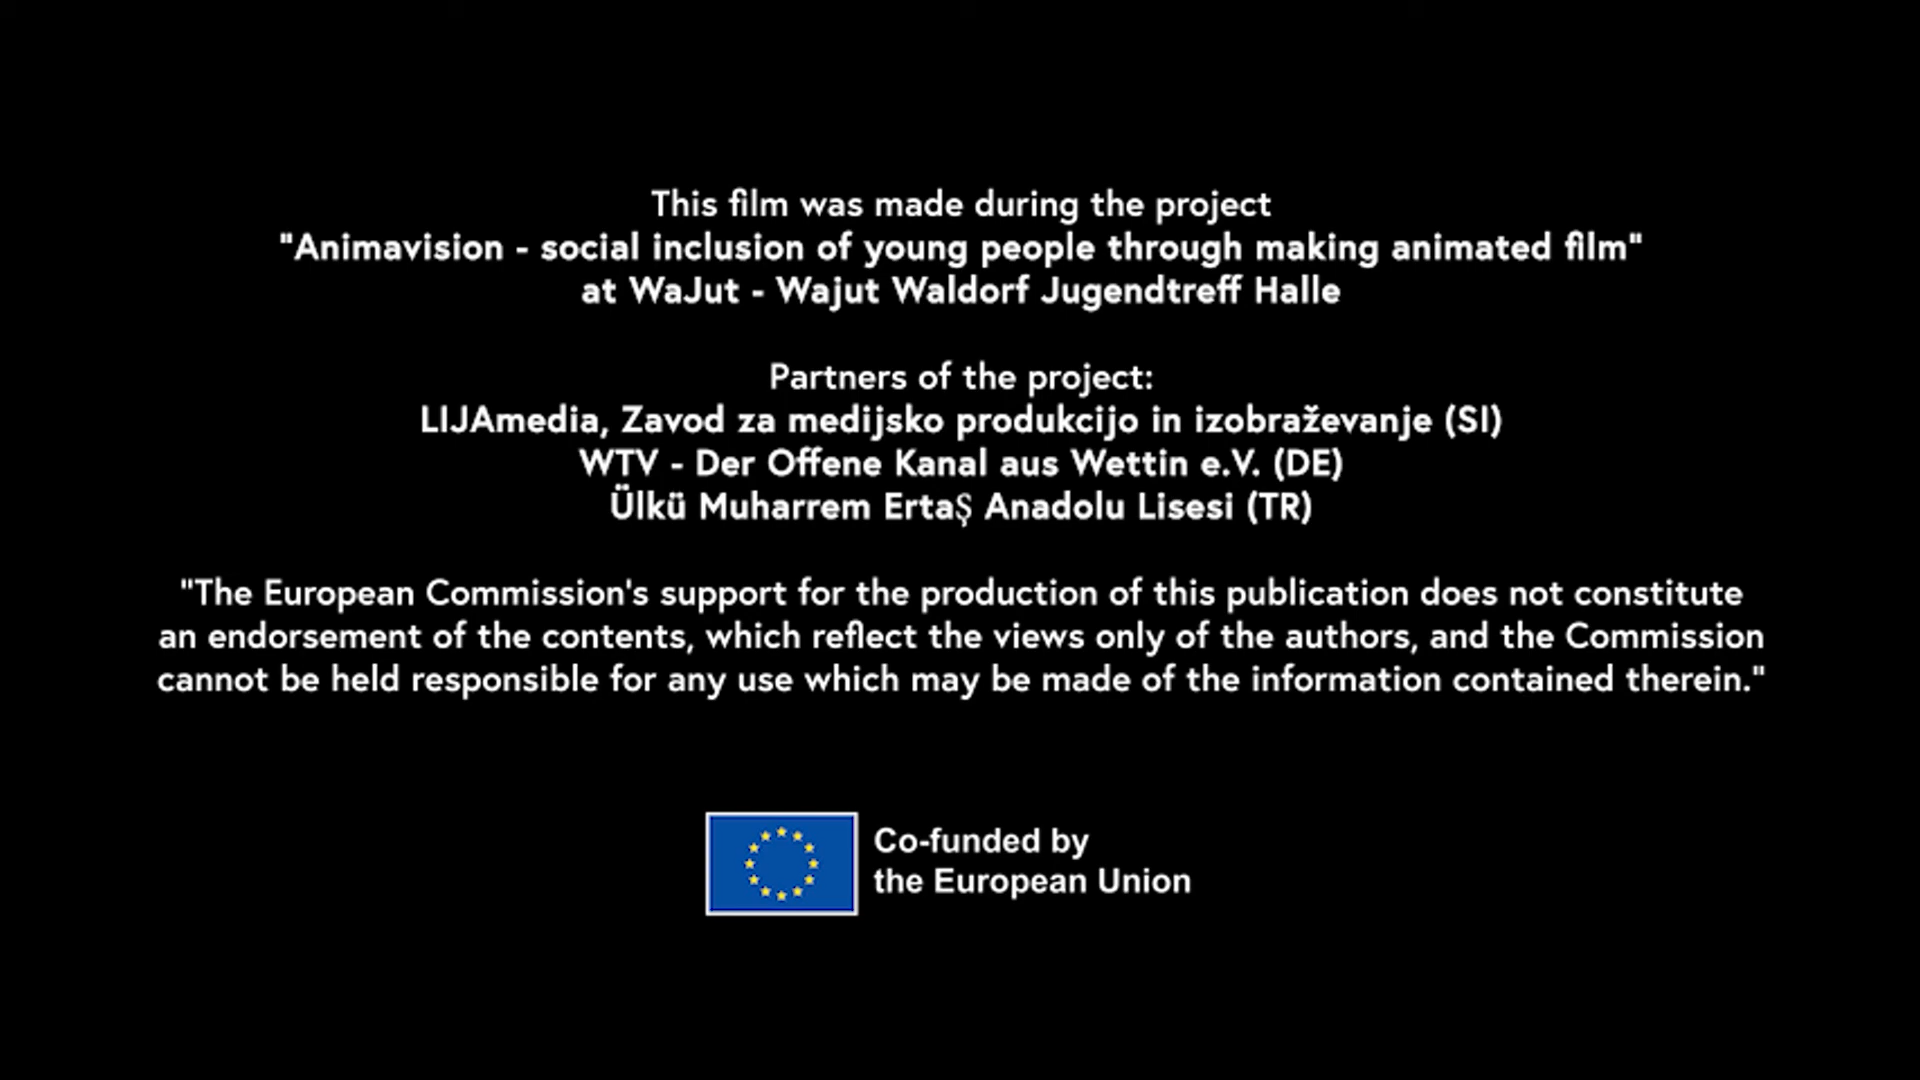 This film was made during the project
"Animavision - social inclusion of young people through making animated film"
at WaJut - Wajut Waldorf Jugendtreff Halle
Partners of the project:
LIJAmedia, Zavod za medijsko produkcijo in izobraževanje (SI)
WTV - Der Offene Kanal aus Wettin e.V. (DE)
Ülkü Muharrem ErtaŞ Anadolu Lisesi (TR)
"The European Commission's support for the production of this publication does not constitute
an endorsement of the contents, which reflect the views only of the authors, and the Commission
cannot be held responsible for any use which may be made of the information contained therein."
Co-funded by
the European Union